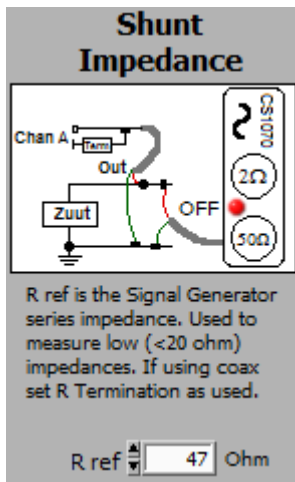 Shunt
Impedance
CS1070
Chan A
Term
Out
2Ω
Zuut
OFF
50Ω
R ref is the Signal Generator
series impedance. Used to
measure low (<20 ohm)
impedances. If using coax
set R Termination as used.
R ref 47 Ohm